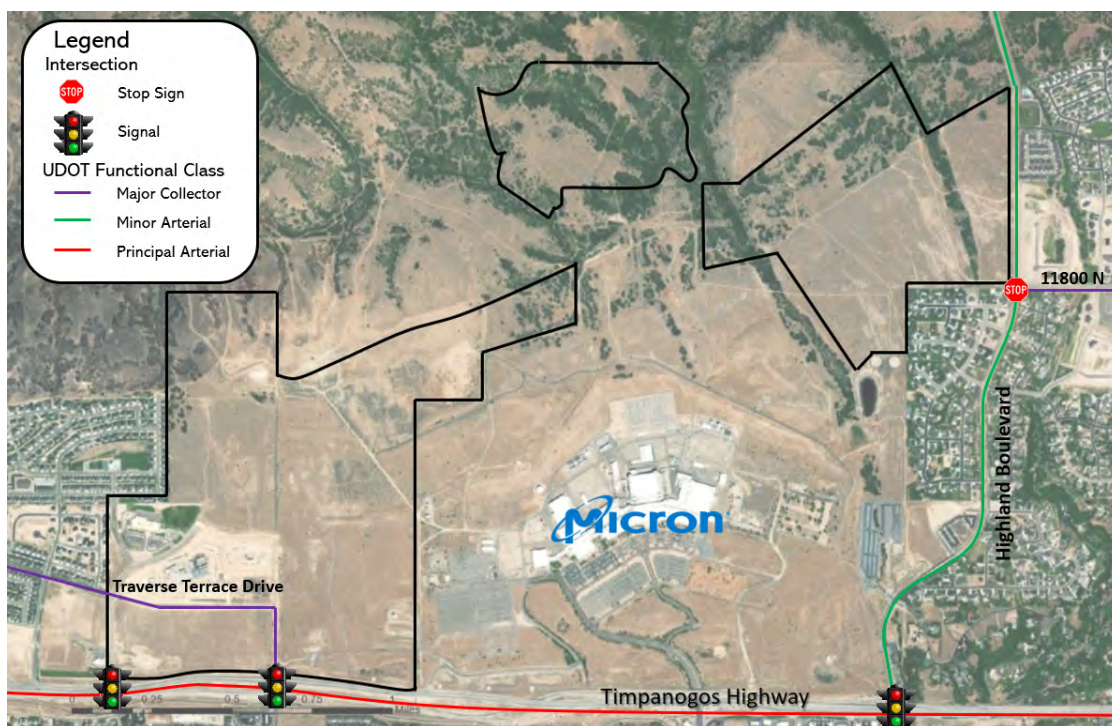 Legend
Intersection
STOP
Stop Sign
Signal
UDOT Functional Class
Major Collector
Minor Arterial
Principal Arterial
11800 N
STOP
Highland Boulevard
Micron
Traverse Terrace Drive
Timpanogos Highway
0 0.25 0.5 0.75 1
Miles